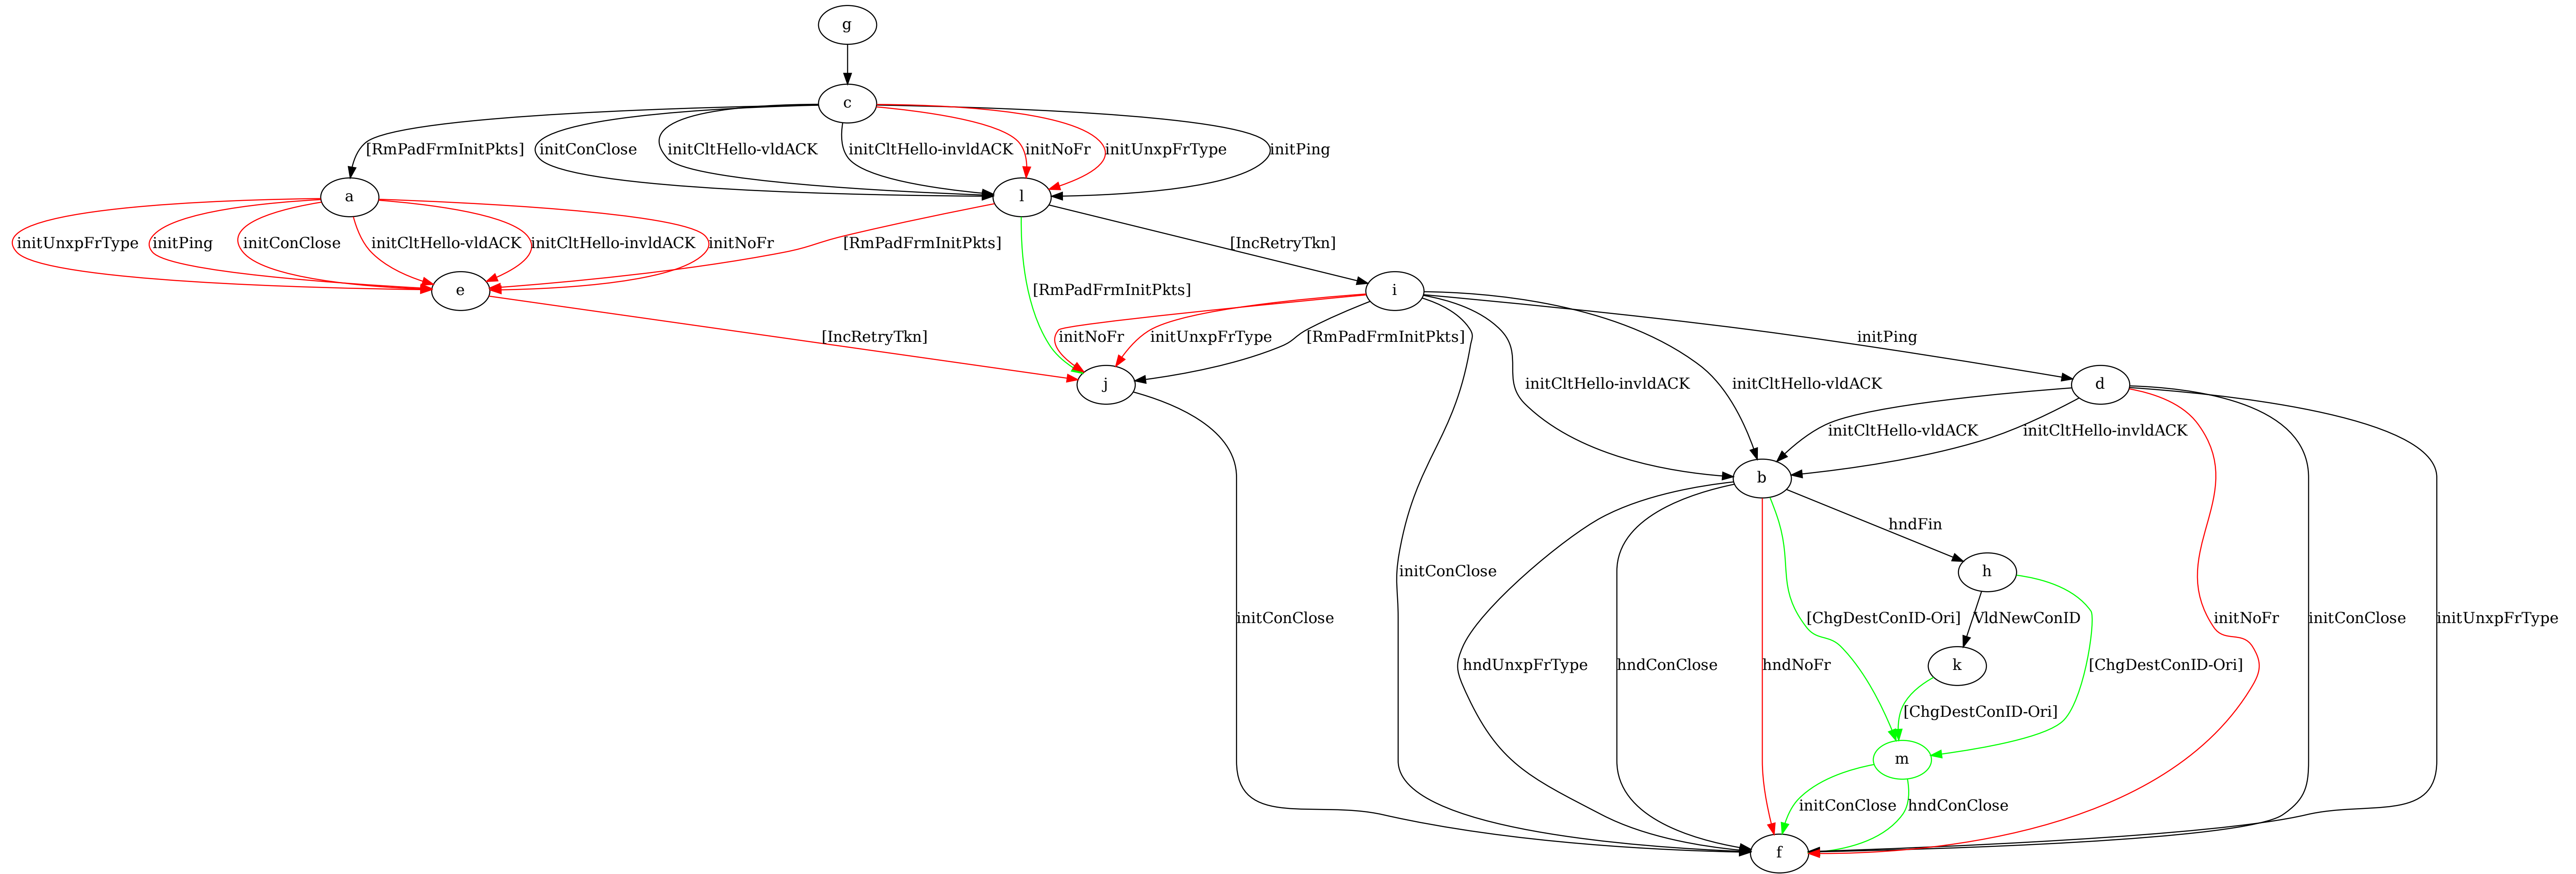 g
c
[RmPadFrmInitPkts]
initConClose
initCltHello-vldACK
initCltHello-invldACK
initNoFr
initUnxpFrType
initPing
a
l
initUnxpFrType
initPing
initConClose
initCltHello-vldACK
initCltHello-invldACK
initNoFr
[RmPadFrmInitPkts]
[IncRetryTkn]
e
[RmPadFrmInitPkts]
i
[IncRetryTkn]
initNoFr
initUnxpFrType
[RmPadFrmInitPkts]
initPing
j
initCltHello-invldACK
initCltHello-vldACK
d
initCltHello-vldACK
initCltHello-invldACK
b
hndFin
initConClose
h
initConClose
[ChgDestConID-Ori]
VldNewConID
initNoFr
initConClose
initUnxpFrType
hndUnxpFrType
hndConClose
hndNoFr
k
[ChgDestConID-Ori]
[ChgDestConID-Ori]
m
initConClose
hndConClose
f